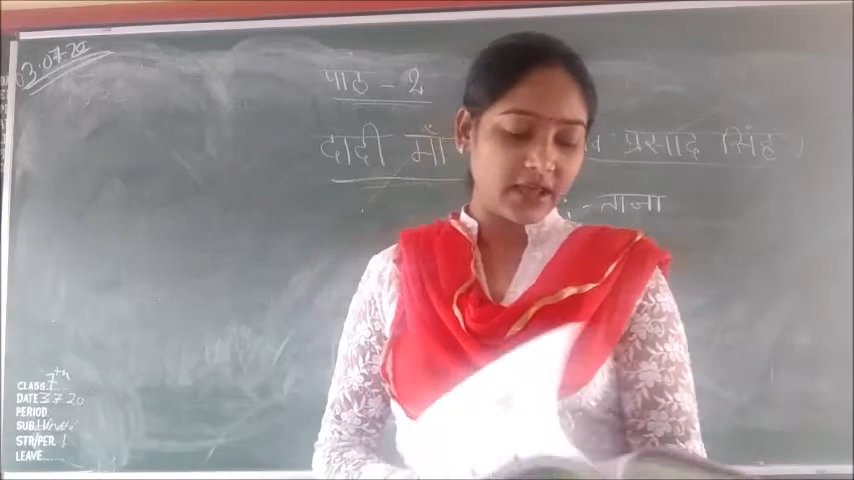 03.07.20
पाठ - 2
दादी माँ प्रसाद सिंह
:- ताजा
CLASS 7th
DATE 3.7.20
PERIOD
SUB. Hindi
STR/PER. 1
LEAVE